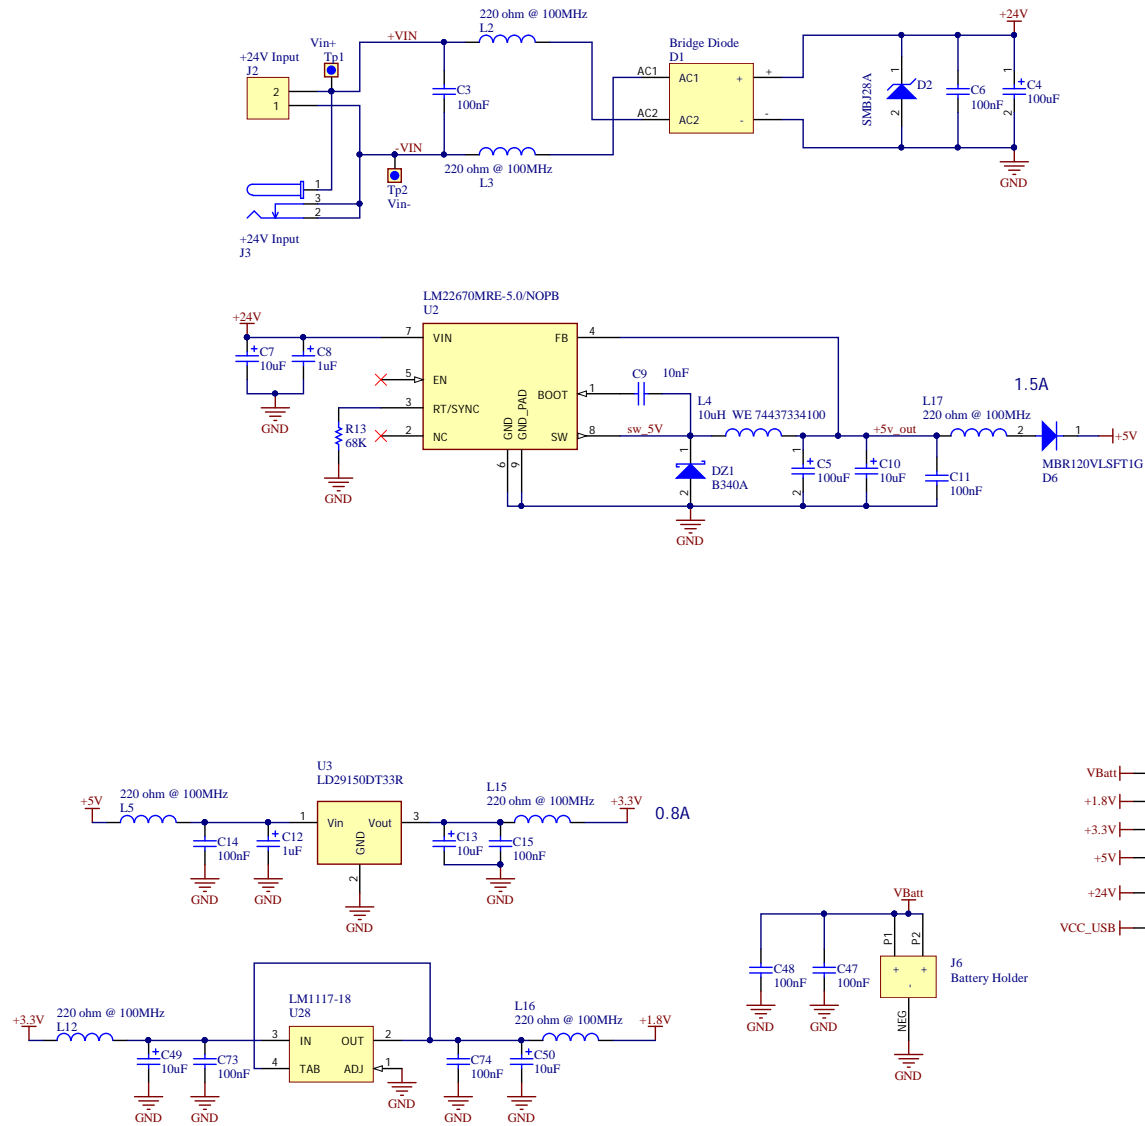 220 ohm @ 100MHz
L2
+24V
Vin+
Tp1
+VIN
+24V Input
J2
2
1
C3
100nF
Bridge Diode
D1
AC1
AC1
+
+
AC2
AC2
-
-
SMBJ28A
1
2
D2
C6
100nF
1
2
C4
100uF
GND
-VIN
Tp2
Vin-
220 ohm @ 100MHz
L3
1
3
2
+24V Input
J3
LM22670MRE-5.0/NOPB
U2
+24V
C7
10uF
C8
1uF
GND
7
VIN
5
EN
3
RT/SYNC
2
NC
R13
68K
GND
FB
4
BOOT
1
SW
8
GND
GND_PAD
6
9
C9
10nF
sw_5V
L4
10uH WE 74437334100
1
2
DZ1
B340A
GND
1
2
C5
100uF
C10
10uF
+5v_out
C11
100nF
1.5A
L17
220 ohm @ 100MHz
2
1
+5V
MBR120VLSFT1G
D6
+5V
220 ohm @ 100MHz
L5
C14
100nF
GND
C12
1uF
GND
U3
LD29150DT33R
1
Vin
Vout
3
GND
2
GND
C13
10uF
C15
100nF
GND
L15
220 ohm @ 100MHz
+3.3V
0.8A
VBatt
+1.8V
+3.3V
+5V
+24V
VCC_USB
+3.3V
220 ohm @ 100MHz
L12
C49
10uF
GND
C73
100nF
GND
LM1117-18
U28
3
IN
OUT
2
4
TAB
ADJ
1
GND
C74
100nF
GND
C50
10uF
GND
L16
220 ohm @ 100MHz
+1.8V
VBatt
C48
100nF
GND
C47
100nF
GND
P1
P2
+
+
-
NEG
J6
Battery Holder
GND